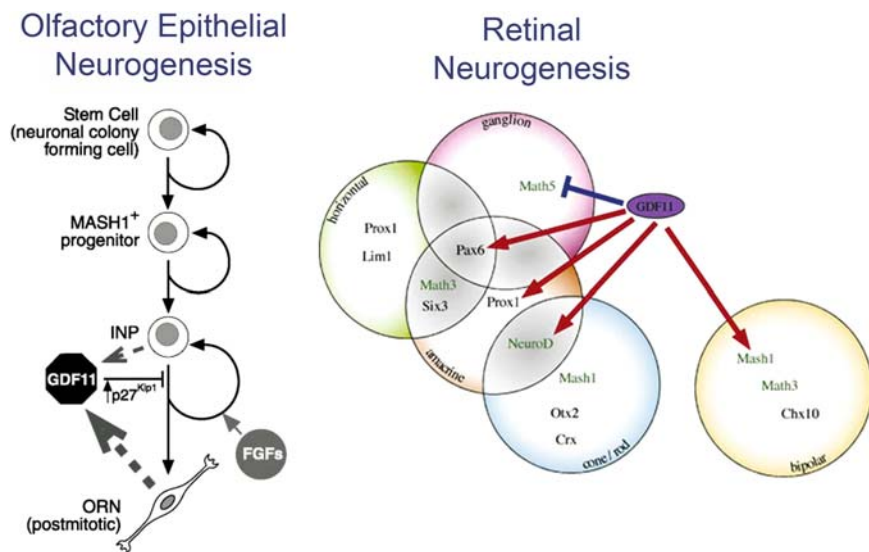 Olfactory Epithelial
Neurogenesis
Stem Cell
(neuronal colony
forming cell)
MASH1+
progenitor
INP
GDF11
p27Kip1
FGFs
ORN
(postmitotic)
Retinal
Neurogenesis
ganglion
horizontal
Math5
GDF11
Prox1
Lim1
Pax6
Math3
Six3
Prox1
amacrine
NeuroD
Mash1
Otx2
Crx
cone/rod
Mash1
Math3
Chx10
bipolar